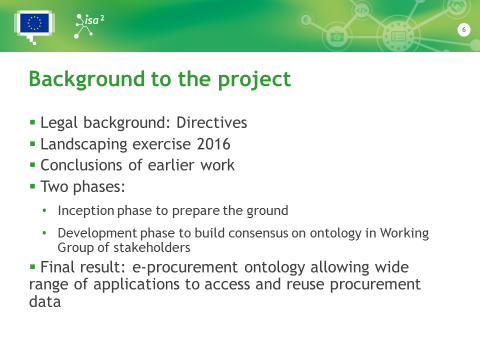 isa²
6
Background to the project
▪ Legal background: Directives
▪ Landscaping exercise 2016
▪ Conclusions of earlier work
▪ Two phases:
• Inception phase to prepare the ground
• Development phase to build consensus on ontology in Working
Group of stakeholders
▪ Final result: e-procurement ontology allowing wide
range of applications to access and reuse procurement
data